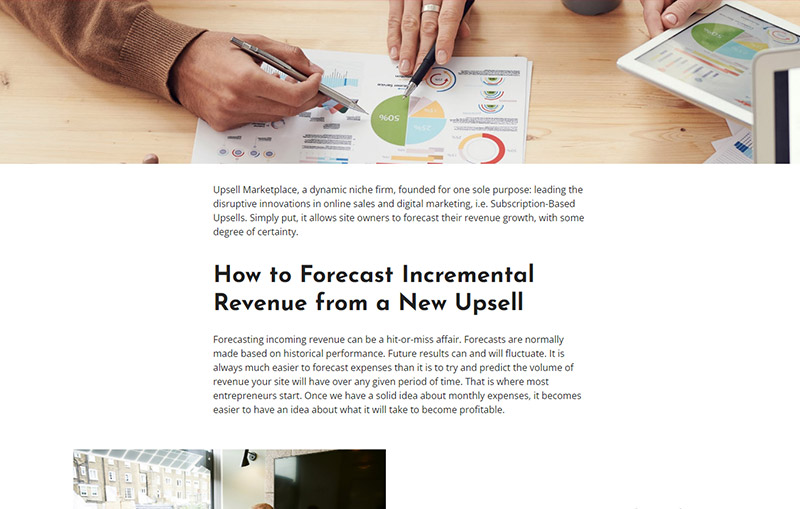 50%
25%
Upsell Marketplace, a dynamic niche firm, founded for one sole purpose: leading the
disruptive innovations in online sales and digital marketing, i.e. Subscription-Based
Upsells. Simply put, it allows site owners to forecast their revenue growth, with some
degree of certainty.
How to Forecast Incremental
Revenue from a New Upsell
Forecasting incoming revenue can be a hit-or-miss affair. Forecasts are normally
made based on historical performance. Future results can and will fluctuate. It is
always much easier to forecast expenses than it is to try and predict the volume of
revenue your site will have over any given period of time. That is where most
entrepreneurs start. Once we have a solid idea about monthly expenses, it becomes
easier to have an idea about what it will take to become profitable.